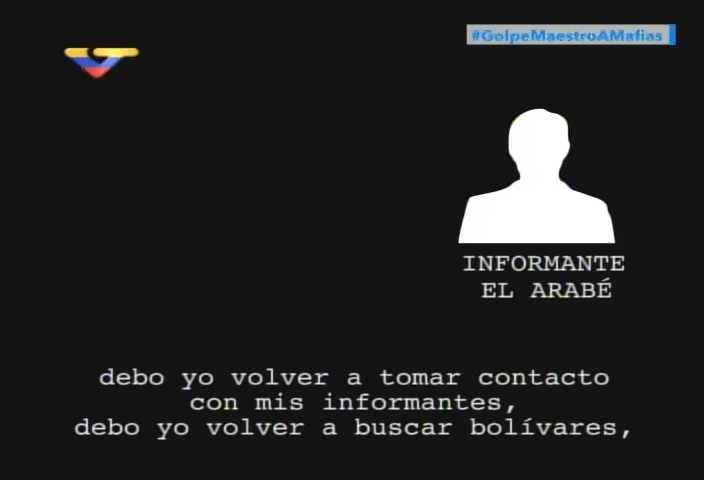 #GolpeMaestroAMafias
INFORMANTE
EL ARABÉ
debo yo volver a tomar contacto
con mis informantes,
debo yo volver a buscar bolívares,